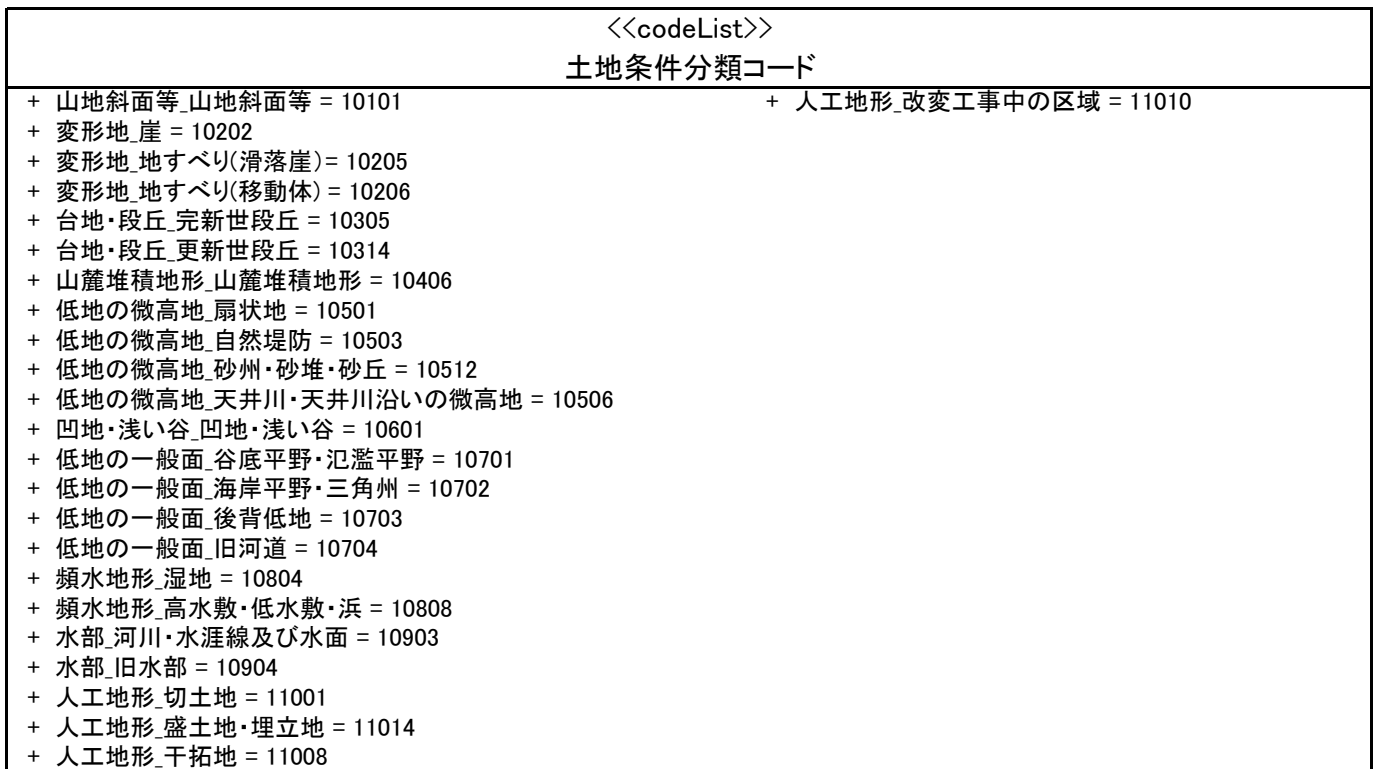 <<codeList>>
土地条件分類コード
+ 山地斜面等_山地斜面等 = 10101
+ 変形地_崖 = 10202
+ 変形地_地すべり(滑落崖)= 10205
+ 変形地_地すべり(移動体) = 10206
+ 台地・段丘_完新世段丘 = 10305
+ 台地・段丘_更新世段丘 = 10314
+ 山麓堆積地形_山麓堆積地形 = 10406
+ 低地の微高地_扇状地 = 10501
+ 低地の微高地_自然堤防 = 10503
+ 低地の微高地_砂州・砂堆・砂丘 = 10512
+ 低地の微高地_天井川・天井川沿いの微高地 = 10506
+ 凹地・浅い谷_凹地・浅い谷 = 10601
+ 低地の一般面_谷底平野・氾濫平野 = 10701
+ 低地の一般面_海岸平野・三角州 = 10702
+ 低地の一般面_後背低地 = 10703
+ 低地の一般面_旧河道 = 10704
+ 頻水地形_湿地 = 10804
+ 頻水地形_高水敷・低水敷・浜 = 10808
+ 水部_河川・水涯線及び水面 = 10903
+ 水部_旧水部 = 10904
+ 人工地形_切土地 = 11001
+ 人工地形_盛土地・埋立地 = 11014
+ 人工地形_干拓地 = 11008
+ 人工地形_改変工事中の区域 = 11010